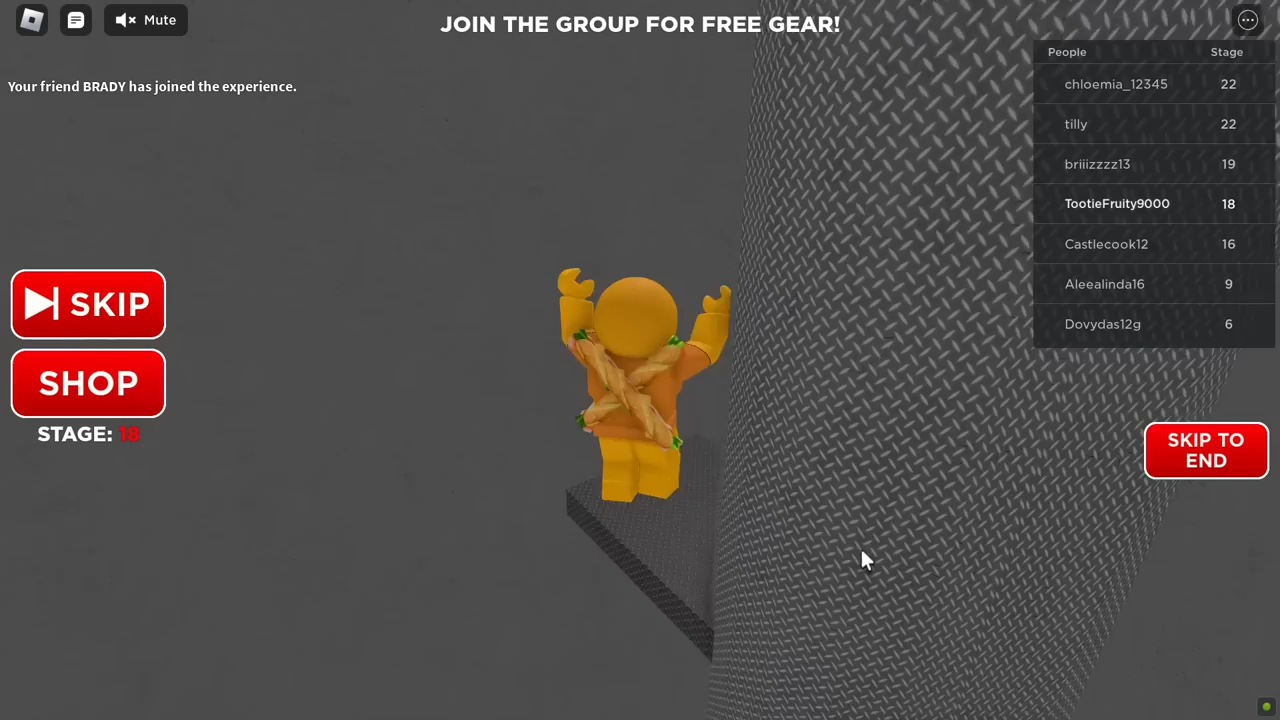 Mute
JOIN THE GROUP FOR FREE GEAR!
People Stage
Your friend BRADY has joined the experience.
chloemia_12345 22
tilly 22
briiizzzz13 19
TootieFruity9000 18
Castlecook12 16
Aleealinda16 9
Dovydas12g 6
SKIP
SHOP
STAGE: 18
SKIP TO
END